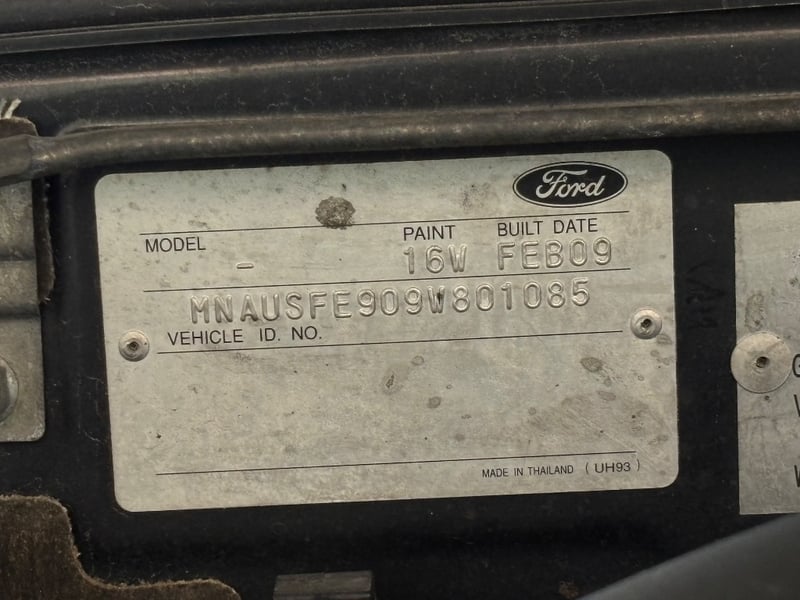 Ford
MODEL PAINT BUILT DATE
- 16W FEB09
MNAUSFE909W801085
VEHICLE ID. NO.
MADE IN THAILAND (UH93)